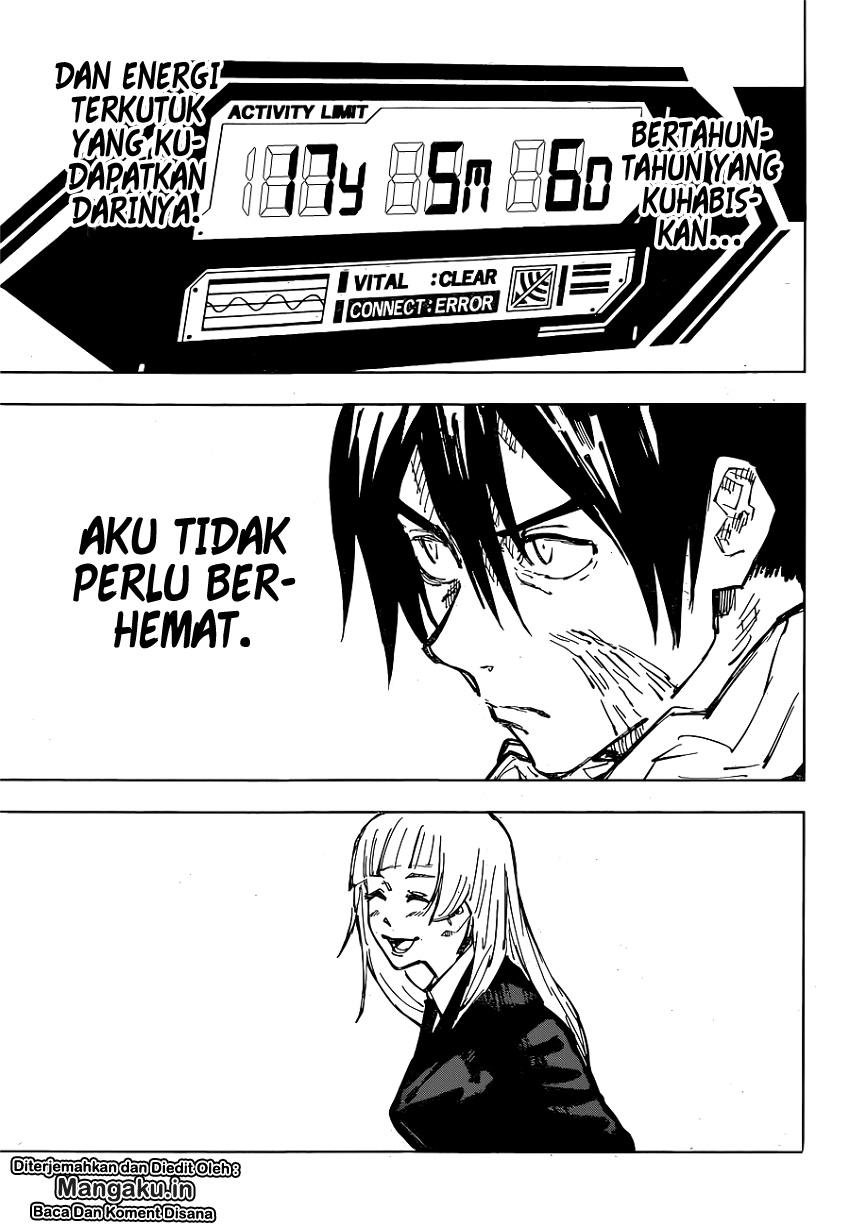 BERTAHUN-
TAHUN YANG
KUHABIS-
KAN...
DAN ENERGI
TERKUTUK
YANG KU-
DAPATKAN
DARINYA!
ACTIVITY LIMIT
17y 5m 6D
VITAL :CLEAR
CONNECT:ERROR
AKU TIDAK
PERLU BER-
HEMAT.
Diterjemahkan dan Diedit Oleh :
Mangaku.in
Baca Dan Koment Disana